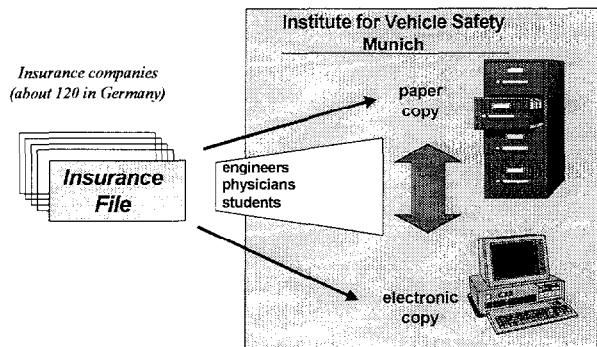 Institute for Vehicle Safety
Munich
Insurance companies
(about 120 in Germany)
paper
copy
Insurance
File
engineers
physicians
students
electronic
copy